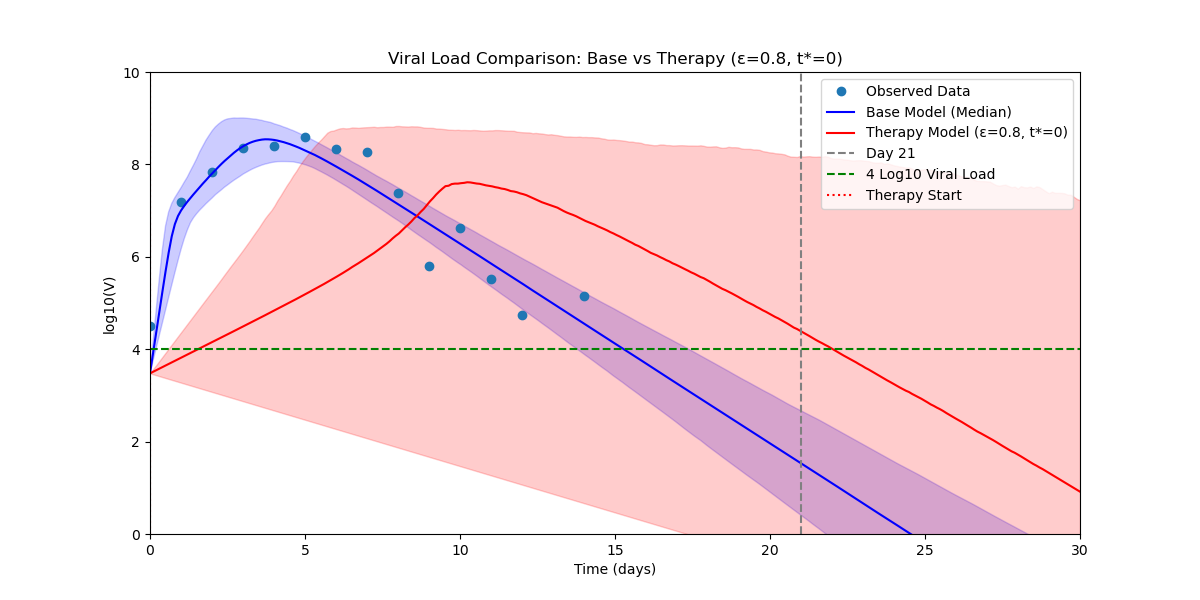 Viral Load Comparison: Base vs Therapy (ε=0.8, t*=0)
Observed Data
Base Model (Median)
Therapy Model (ε=0.8, t*=0)
Day 21
4 Log10 Viral Load
Therapy Start
log10(V)
10
8
6
4
2
0
0 5 10 15 20 25 30
Time (days)